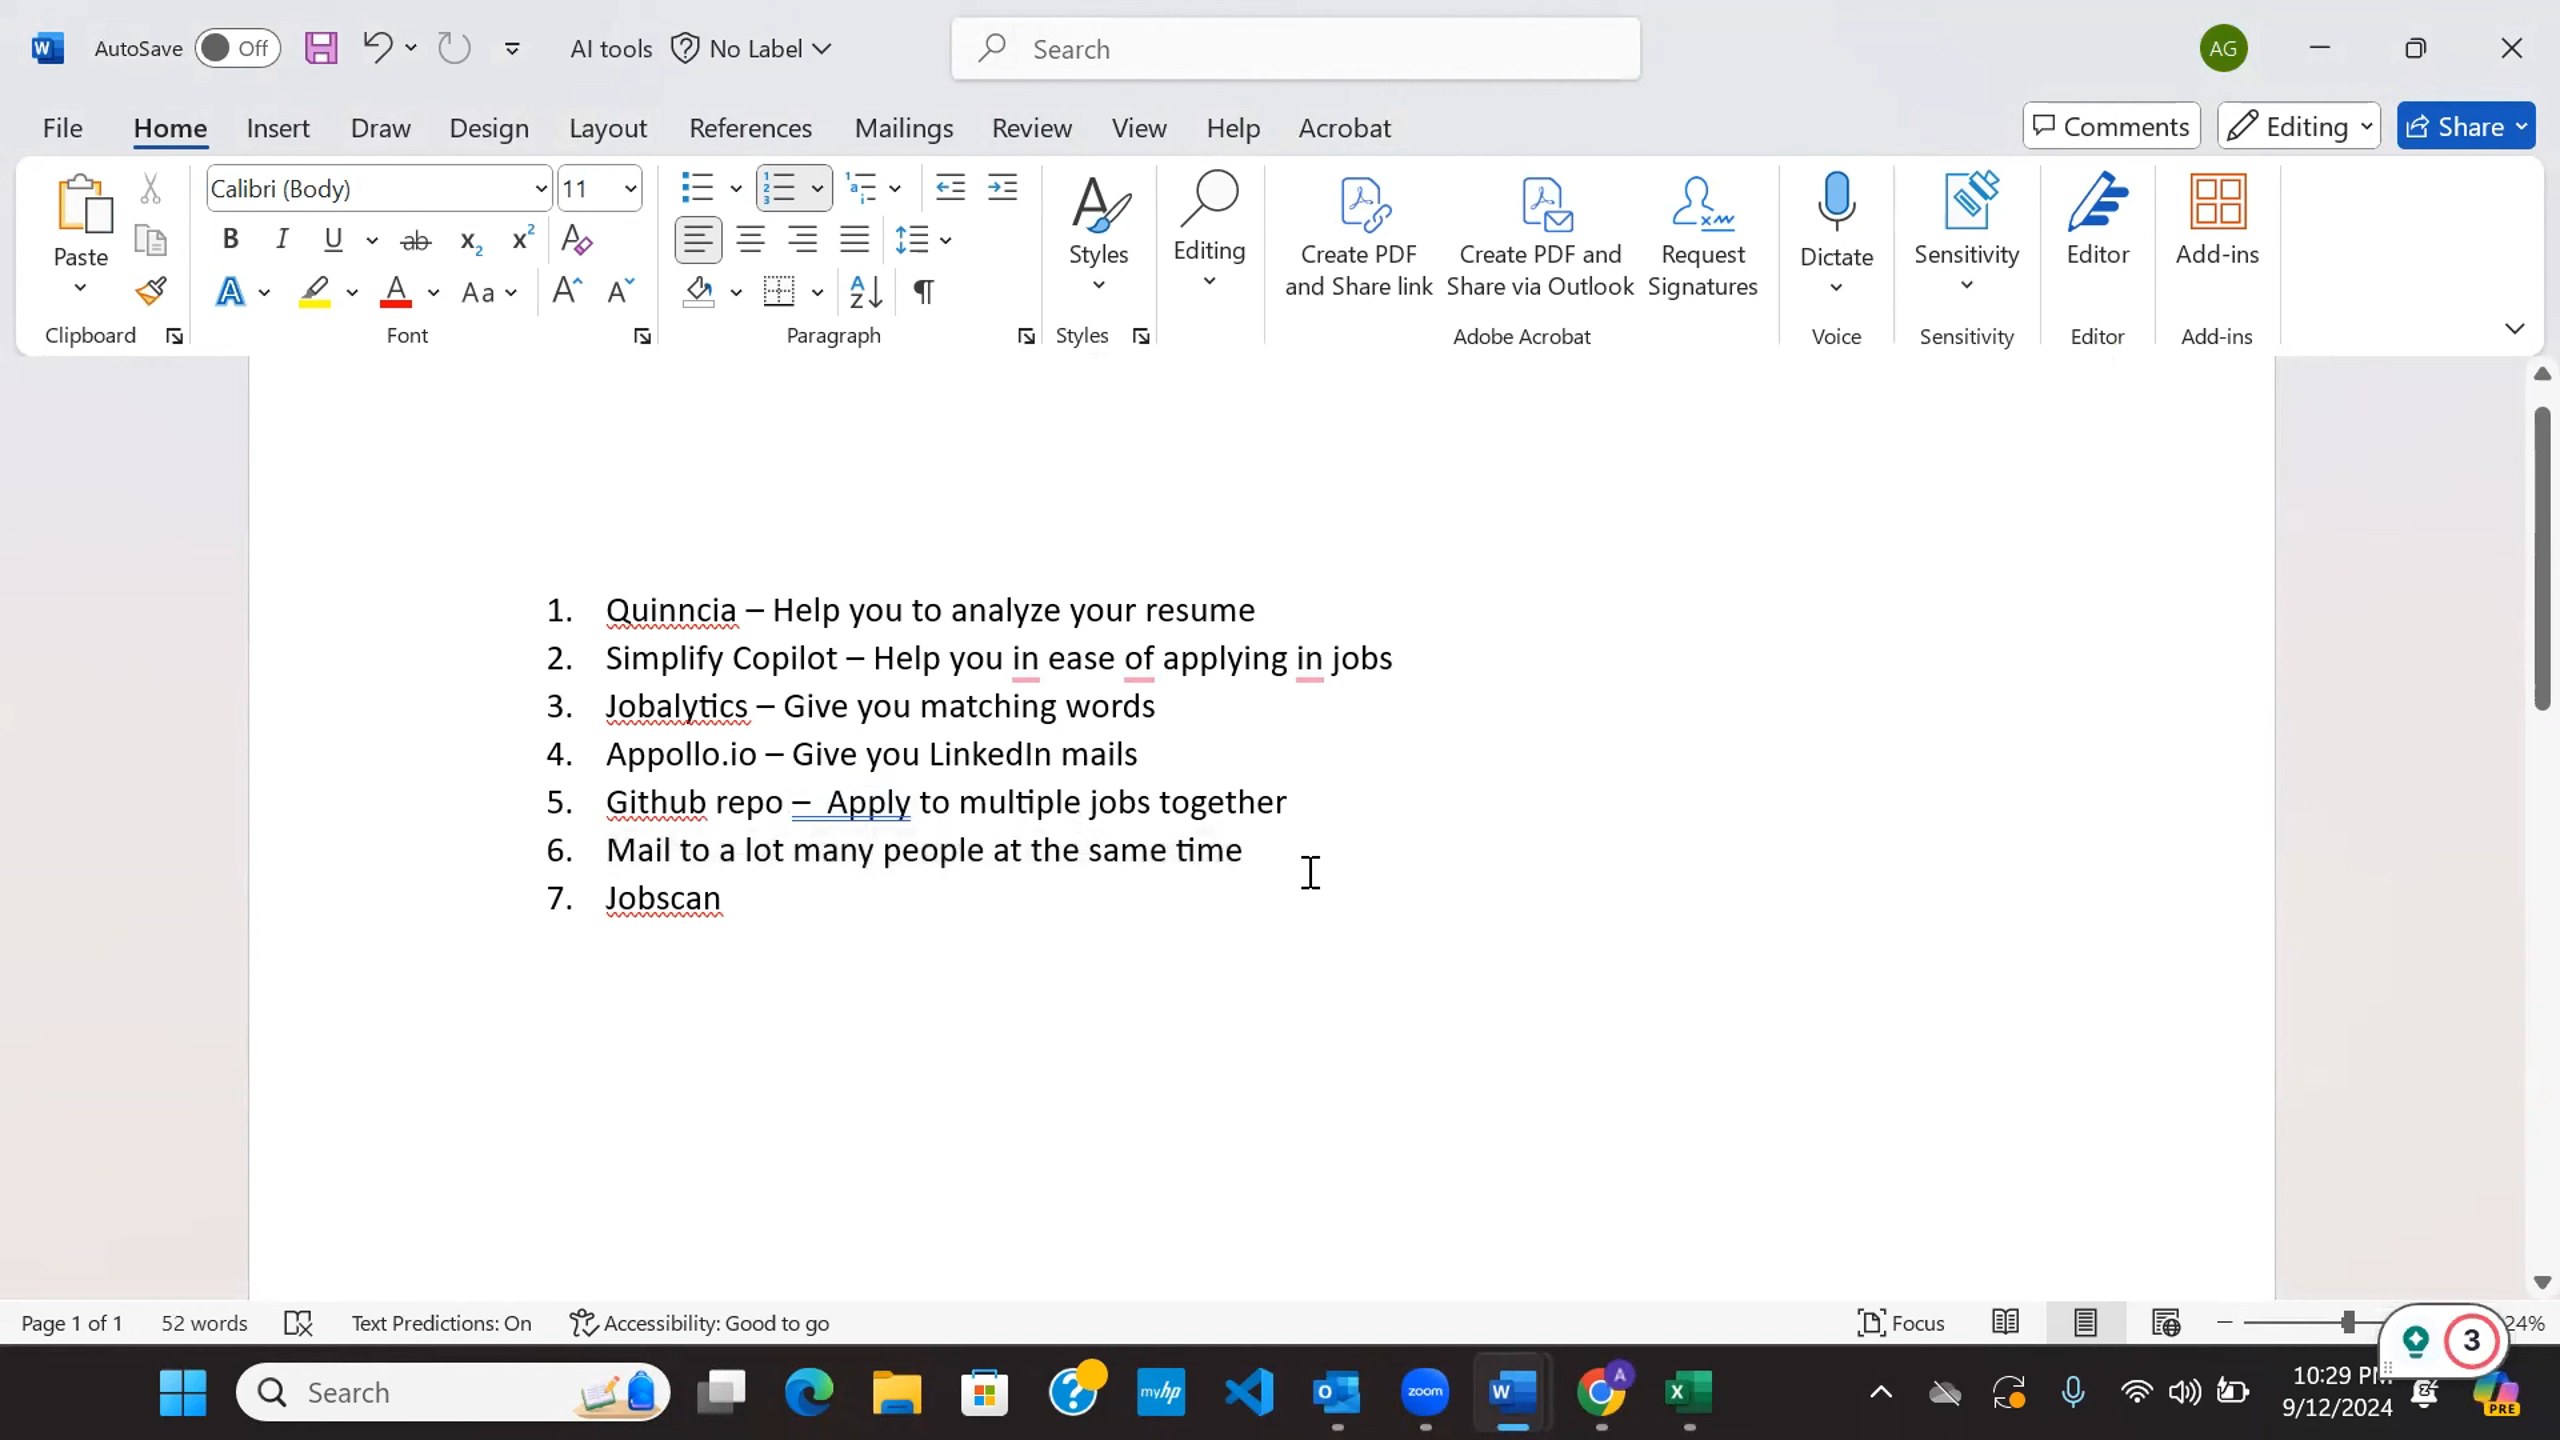 AutoSave Off AI tools No Label Search AG
File Home Insert Draw Design Layout References Mailings Review View Help Acrobat Comments Editing Share
Paste
Calibri (Body) 11
Styles
Editing
Create PDF and Share link
Create PDF and Share via Outlook
Request Signatures
Dictate
Sensitivity
Editor
Add-ins
Clipboard Font Paragraph Styles Adobe Acrobat Voice Sensitivity Editor Add-ins
1. Quinncia – Help you to analyze your resume
2. Simplify Copilot – Help you in ease of applying in jobs
3. Jobalytics – Give you matching words
4. Appollo.io – Give you LinkedIn mails
5. Github repo –  Apply to multiple jobs together
6. Mail to a lot many people at the same time
7. Jobscan
Page 1 of 1 52 words Text Predictions: On Accessibility: Good to go Focus 24%
3
Search
myhp
zoom
10:29 PM
9/12/2024
PRE